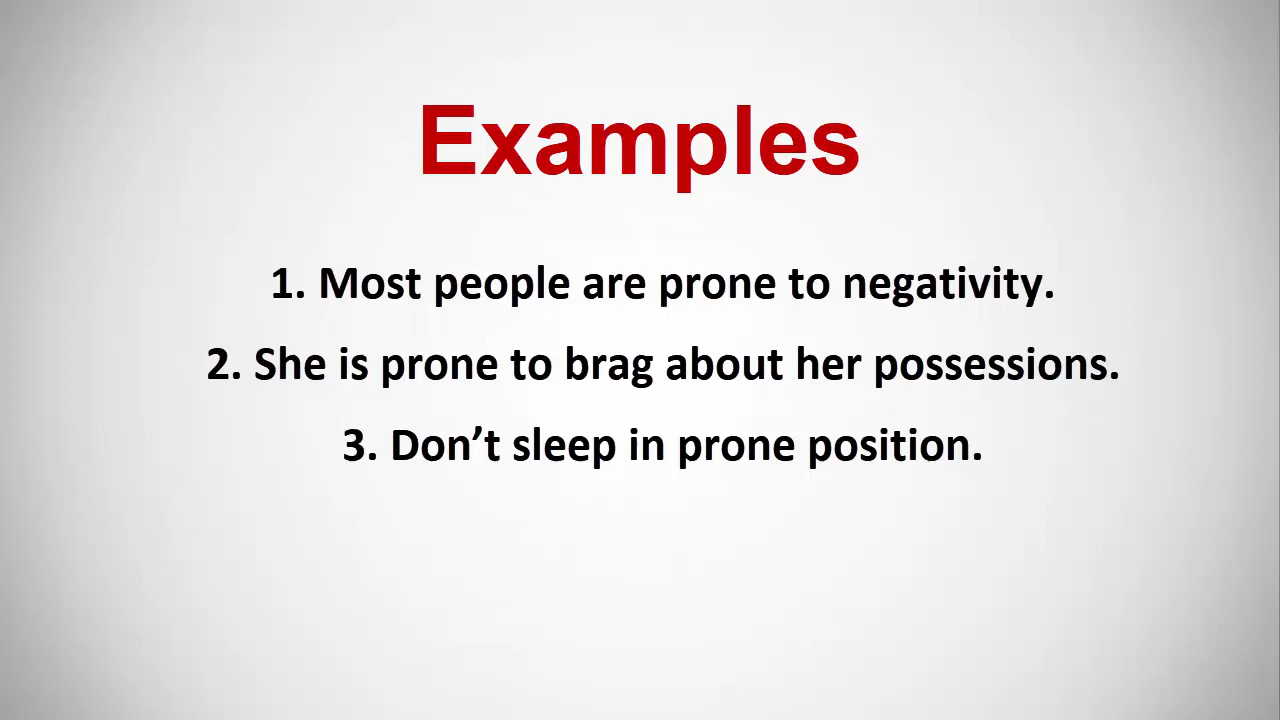 Examples
1. Most people are prone to negativity.
2. She is prone to brag about her possessions.
3. Don’t sleep in prone position.